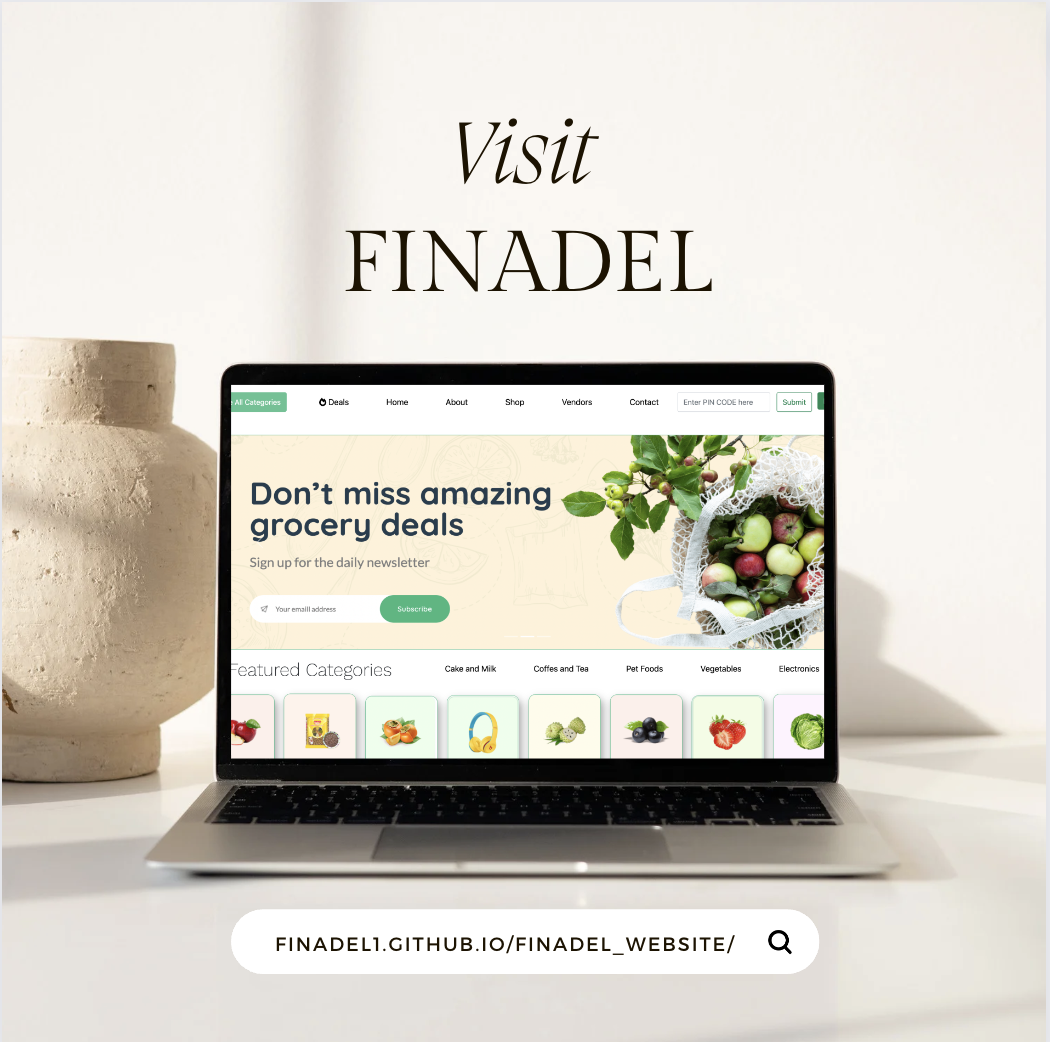 Visit
FINADEL
All Categories
Deals
Home
About
Shop
Vendors
Contact
Enter PIN CODE here
Submit
Don't miss amazing
grocery deals
Sign up for the daily newsletter
Your emaill address
Subscribe
Featured Categories
Cake and Milk
Coffes and Tea
Pet Foods
Vegetables
Electronics
FINADEL1.GITHUB.IO/FINADEL_WEBSITE/